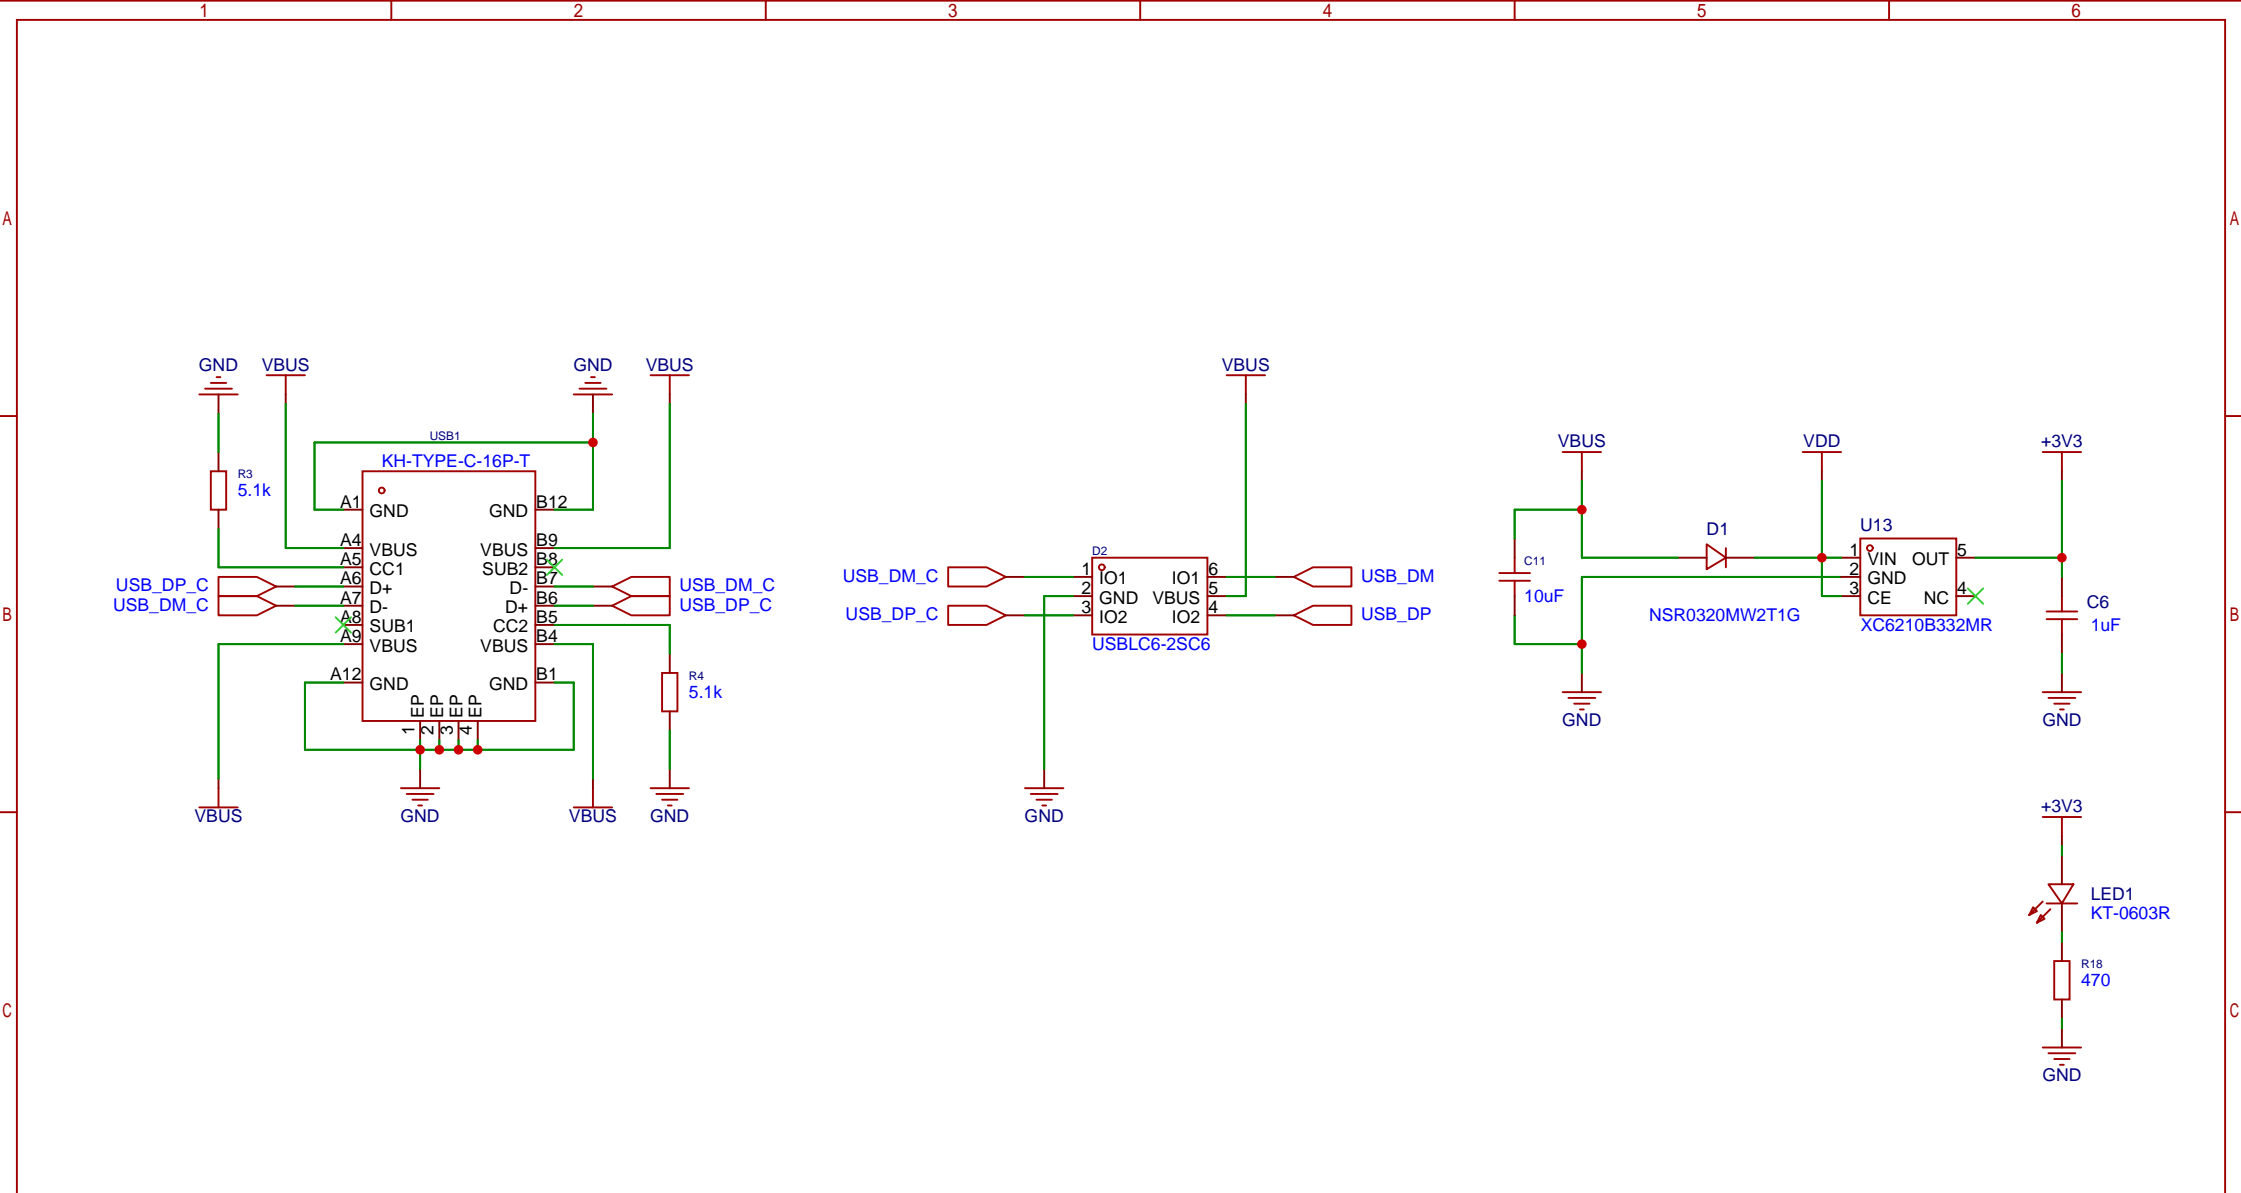 1 2 3 4 5 6
A A
B B
C C
GND VBUS GND VBUS
USB1
KH-TYPE-C-16P-T
R3
5.1k
A1 GND GND B12
A4 VBUS VBUS B9
A5 CC1 SUB2 B8
USB_DP_C A6 D+ D- B7 USB_DM_C
USB_DM_C A7 D- D+ B6 USB_DP_C
A8 SUB1 CC2 B5
A9 VBUS VBUS B4
A12 GND GND B1
EP EP EP EP
1 2 3 4
R4
5.1k
VBUS GND VBUS GND
VBUS
D2
USB_DM_C 1 IO1 IO1 6 USB_DM
2 GND VBUS 5
USB_DP_C 3 IO2 IO2 4 USB_DP
USBLC6-2SC6
GND
VBUS VDD +3V3
D1
NSR0320MW2T1G
C11
10uF
U13
1 VIN OUT 5
2 GND
3 CE NC 4
XC6210B332MR
C6
1uF
GND GND
+3V3
LED1
KT-0603R
R18
470
GND